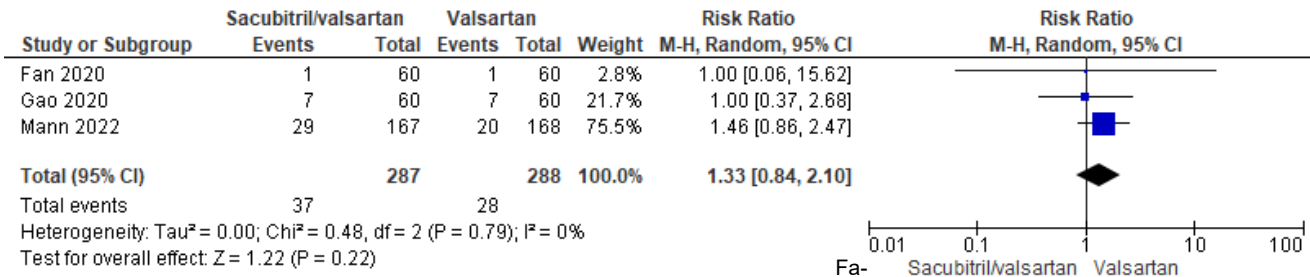 Sacubitril/valsartan Valsartan Risk Ratio Risk Ratio
Study or Subgroup Events Total Events Total Weight M-H, Random, 95% CI M-H, Random, 95% CI
Fan 2020 1 60 1 60 2.8% 1.00 [0.06, 15.62]
Gao 2020 7 60 7 60 21.7% 1.00 [0.37, 2.68]
Mann 2022 29 167 20 168 75.5% 1.46 [0.86, 2.47]
Total (95% CI) 287 288 100.0% 1.33 [0.84, 2.10]
Total events 37 28
Heterogeneity: Tau² = 0.00; Chi² = 0.48, df = 2 (P = 0.79); I² = 0%
Test for overall effect: Z = 1.22 (P = 0.22)
0.01 0.1 1 10 100
Fa- Sacubitril/valsartan Valsartan